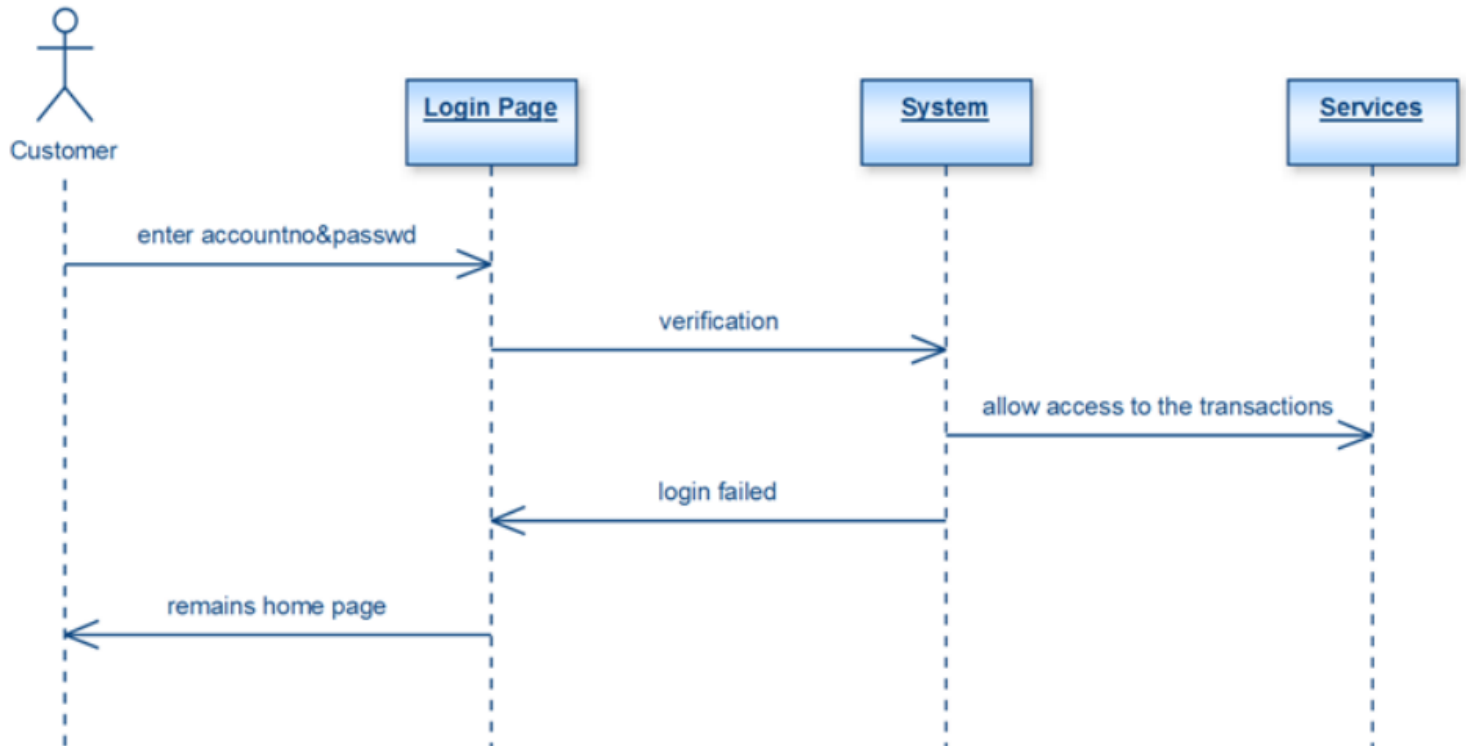 Login Page
System
Services
Customer
enter accountno&passwd
verification
allow access to the transactions
login failed
remains home page